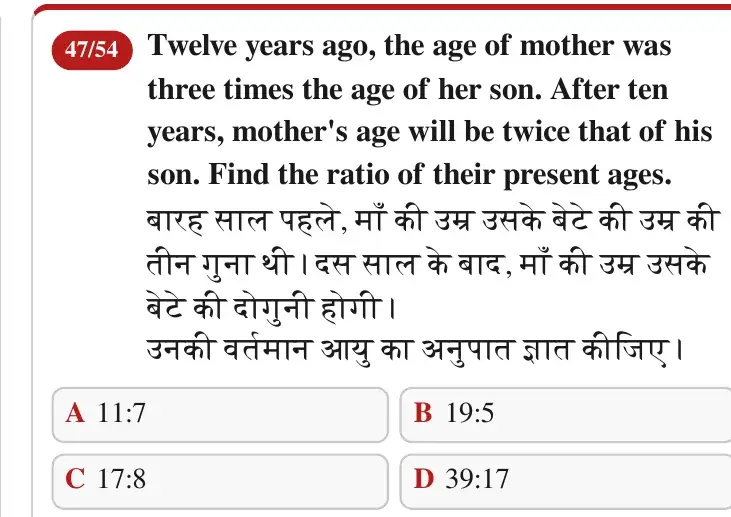 47/54 Twelve years ago, the age of mother was
three times the age of her son. After ten
years, mother's age will be twice that of his
son. Find the ratio of their present ages.
बारह साल पहले, माँ की उम्र उसके बेटे की उम्र की
तीन गुना थी। दस साल के बाद, माँ की उम्र उसके
बेटे की दोगुनी होगी।
उनकी वर्तमान आयु का अनुपात ज्ञात कीजिए।
A 11:7
B 19:5
C 17:8
D 39:17